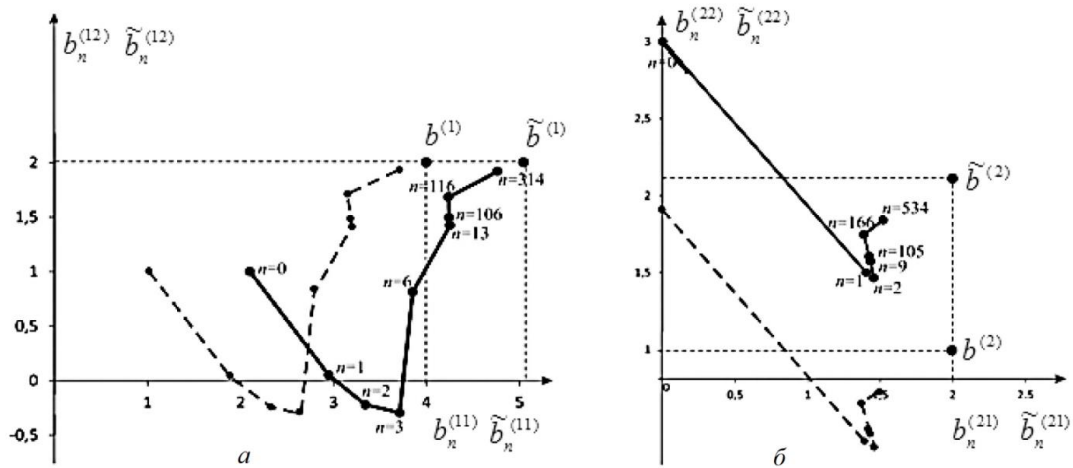 b_n^(12) b̃_n^(12)
2
1,5
1
0,5
0
-0,5
1
2
3
4
5
b^(1)
b̃^(1)
n=0
n=1
n=2
n=3
n=6
n=13
n=106
n=116
n=314
b_n^(11) b̃_n^(11)
а
b_n^(22) b̃_n^(22)
3
2,5
2
1,5
1
0
0
0,5
1
1,5
2
2.5
n=0
n=1
n=2
n=9
n=105
n=166
n=534
b̃^(2)
b^(2)
b_n^(21) b̃_n^(21)
б